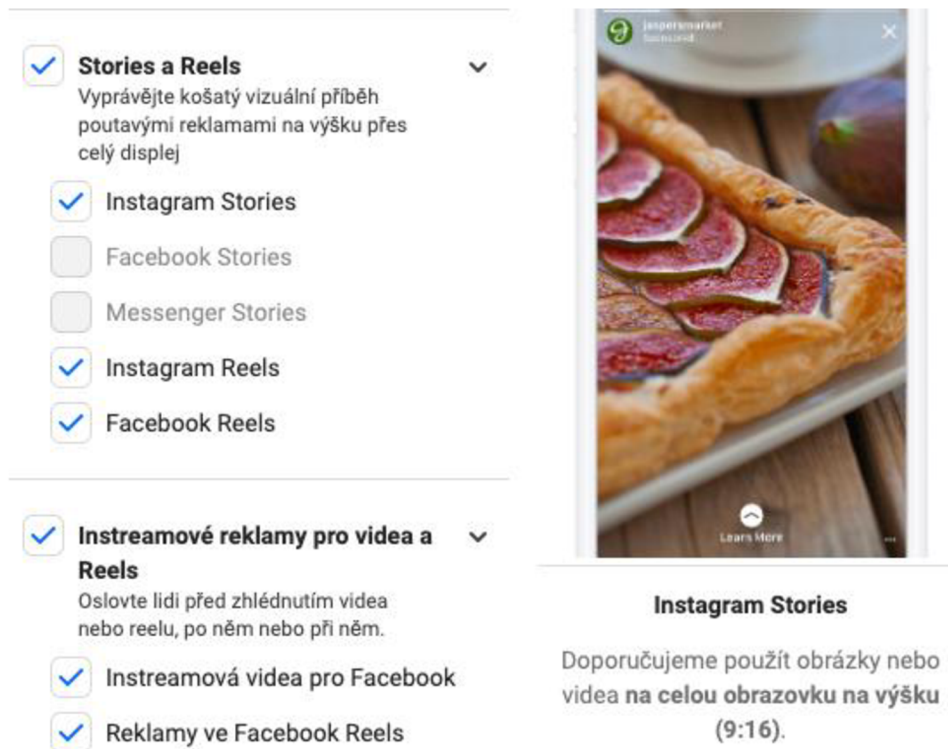 Stories a Reels
Vyprávějte košatý vizuální příběh
poutavými reklamami na výšku přes
celý displej
Instagram Stories
Facebook Stories
Messenger Stories
Instagram Reels
Facebook Reels
Instreamové reklamy pro videa a
Reels
Oslovte lidi před zhlédnutím videa
nebo reelu, po něm nebo při něm.
Instreamová videa pro Facebook
Reklamy ve Facebook Reels
jaspersmarket
Sponsored
Learn More
Instagram Stories
Doporučujeme použít obrázky nebo
videa na celou obrazovku na výšku
(9:16).